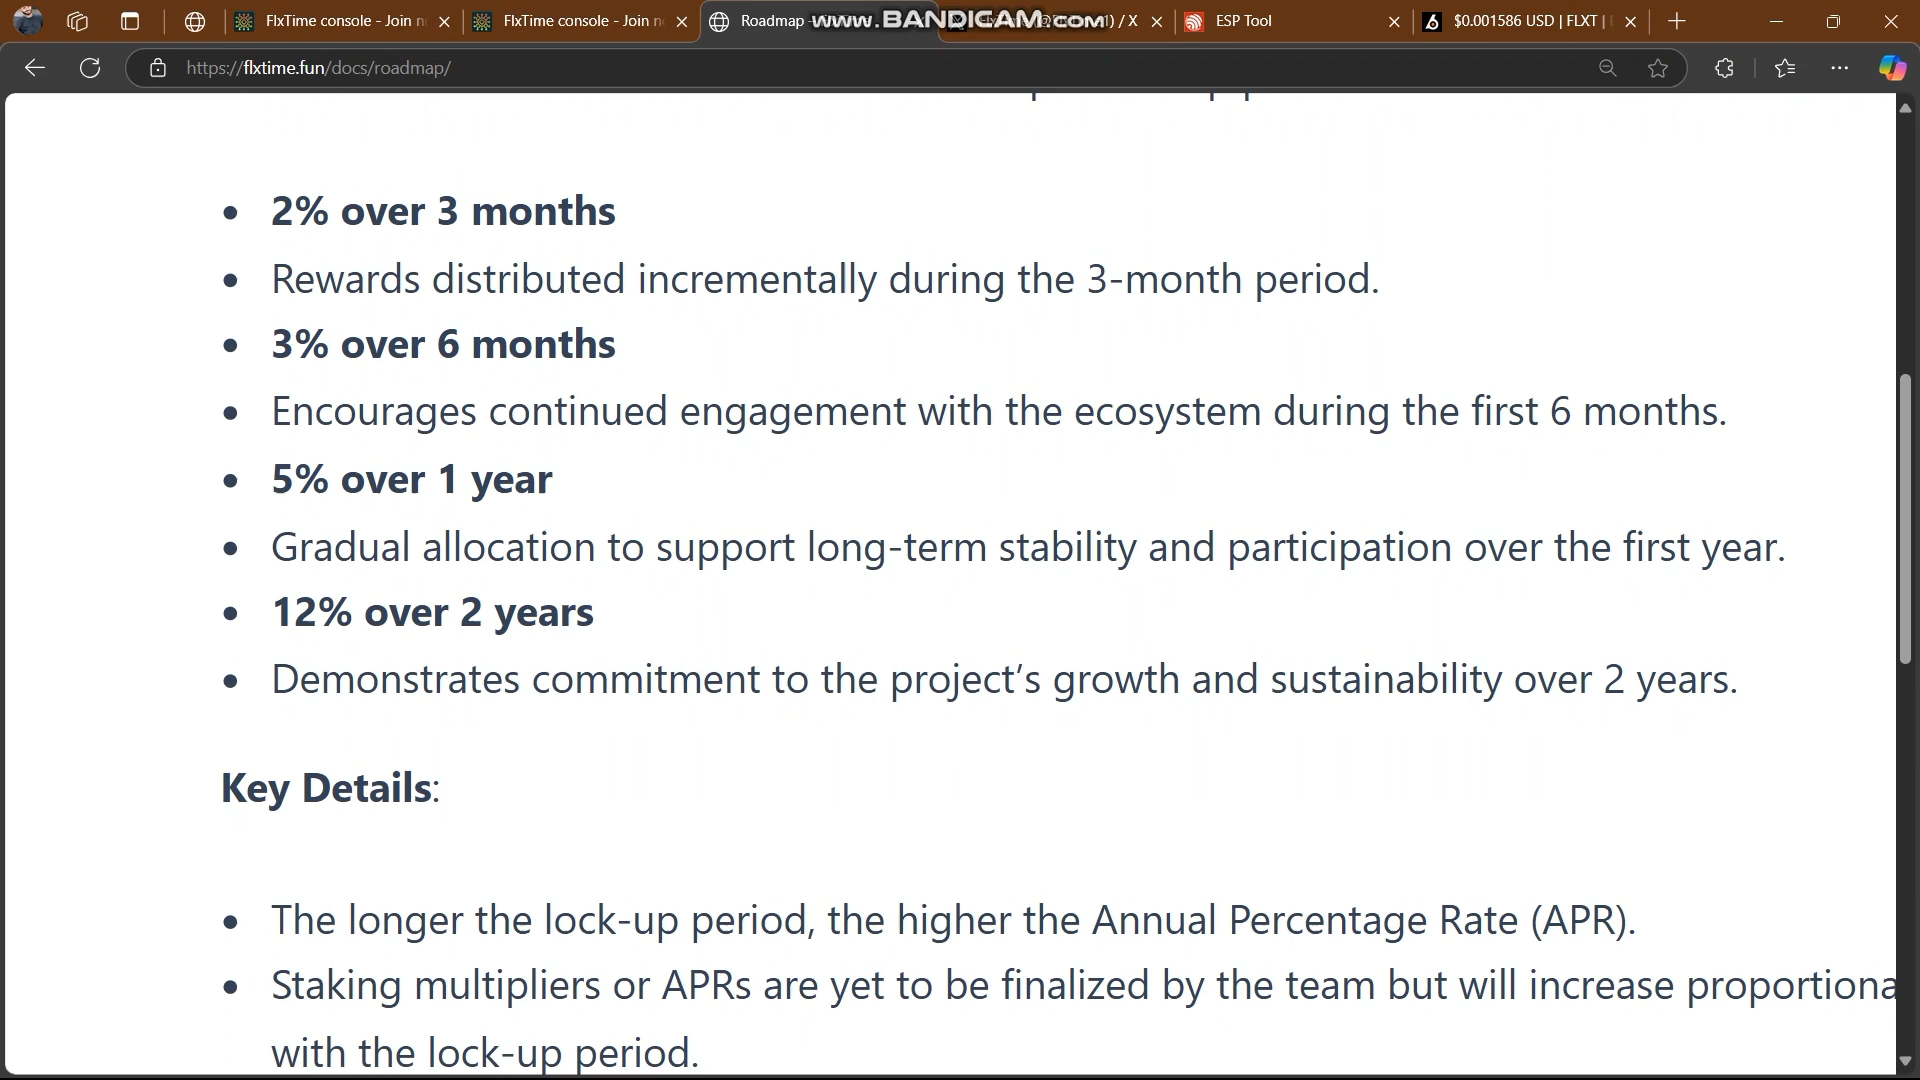 FlxTime console - Join n
FlxTime console - Join n
Roadmap
www.BANDICAM.com
) / X
ESP Tool
$0.001586 USD | FLXT |
https://flxtime.fun/docs/roadmap/
• 2% over 3 months
• Rewards distributed incrementally during the 3-month period.
• 3% over 6 months
• Encourages continued engagement with the ecosystem during the first 6 months.
• 5% over 1 year
• Gradual allocation to support long-term stability and participation over the first year.
• 12% over 2 years
• Demonstrates commitment to the project’s growth and sustainability over 2 years.
Key Details:
• The longer the lock-up period, the higher the Annual Percentage Rate (APR).
• Staking multipliers or APRs are yet to be finalized by the team but will increase proportiona
with the lock-up period.